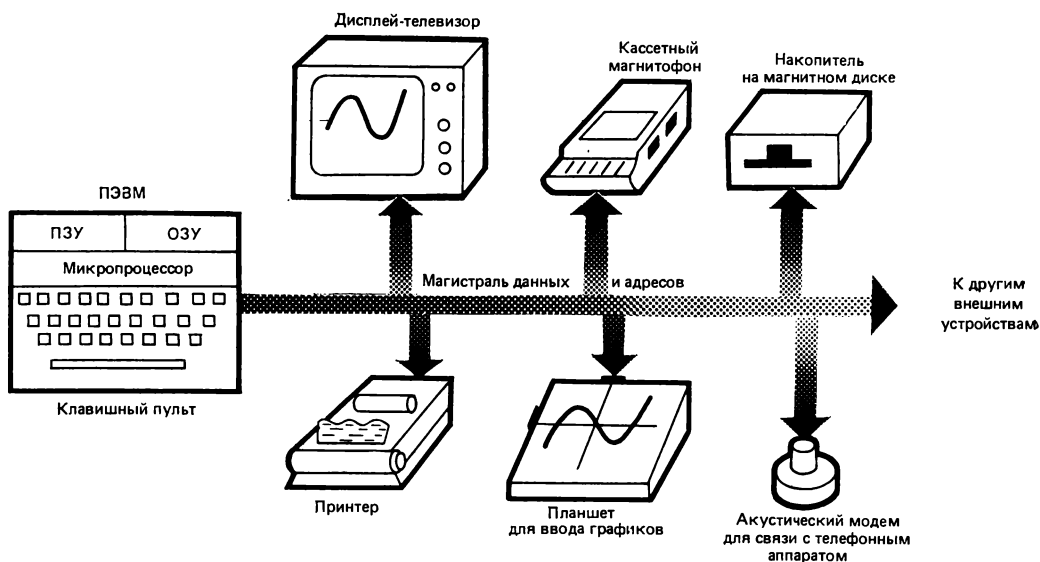 Дисплей-телевизор
Кассетный
магнитофон
Накопитель
на магнитном диске
ПЭВМ
ПЗУ
ОЗУ
Микропроцессор
Магистраль данных и адресов
К другим
внешним
устройствам
Клавишный пульт
Принтер
Планшет
для ввода графиков
Акустический модем
для связи с телефонным
аппаратом